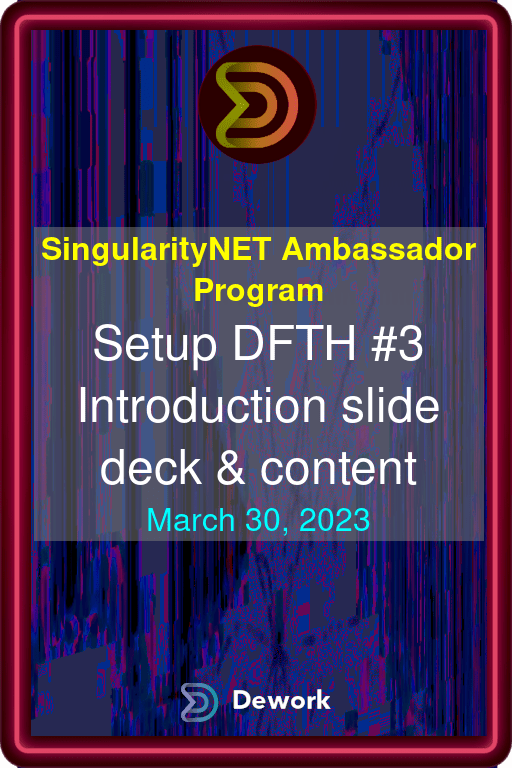 SingularityNET Ambassador
Program
Setup DFTH #3
Introduction slide
deck & content
March 30, 2023
Dework